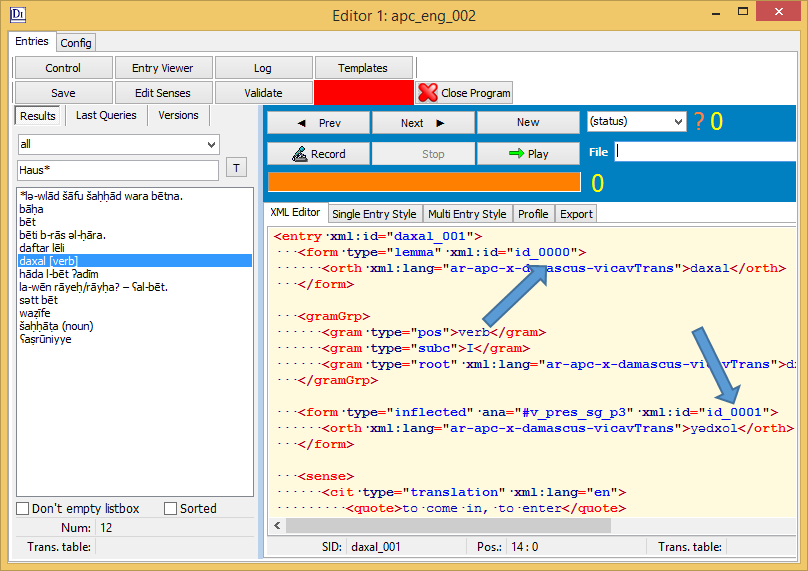 Editor 1: apc_eng_002
Entries Config
Control Entry Viewer Log Templates
Save Edit Senses Validate Close Program
Results Last Queries Versions
all
Haus* T
*lə-wlād šāfu šaḥḥād wara bētna.
bāḥa
bēt
bēti b-rās əl-ḥāra.
daftar lēli
daxal [verb]
hāda l-bēt ʔadīm
la-wēn rāyeḥ/rāyḥa? – ʕal-bēt.
sətt bēt
waẓīfe
šaḥḥāṭa (noun)
ʕaṣrūniyye
Don't empty listbox Sorted
Num: 12
Trans. table:
Prev Next New (status) ? 0
Record Stop Play File
0
XML Editor Single Entry Style Multi Entry Style Profile Export
<entry xml:id="daxal_001">
<form type="lemma" xml:id="id_0000">
<orth xml:lang="ar-apc-x-damascus-vicavTrans">daxal</orth>
</form>
<gramGrp>
<gram type="pos">verb</gram>
<gram type="subc">I</gram>
<gram type="root" xml:lang="ar-apc-x-damascus-vicavTrans">
</gramGrp>
<form type="inflected" ana="#v_pres_sg_p3" xml:id="id_0001">
<orth xml:lang="ar-apc-x-damascus-vicavTrans">yədxol</orth>
</form>
<sense>
<cit type="translation" xml:lang="en">
<quote>to come in, to enter</quote>
SID: daxal_001 Pos.: 14 : 0 Trans. table: